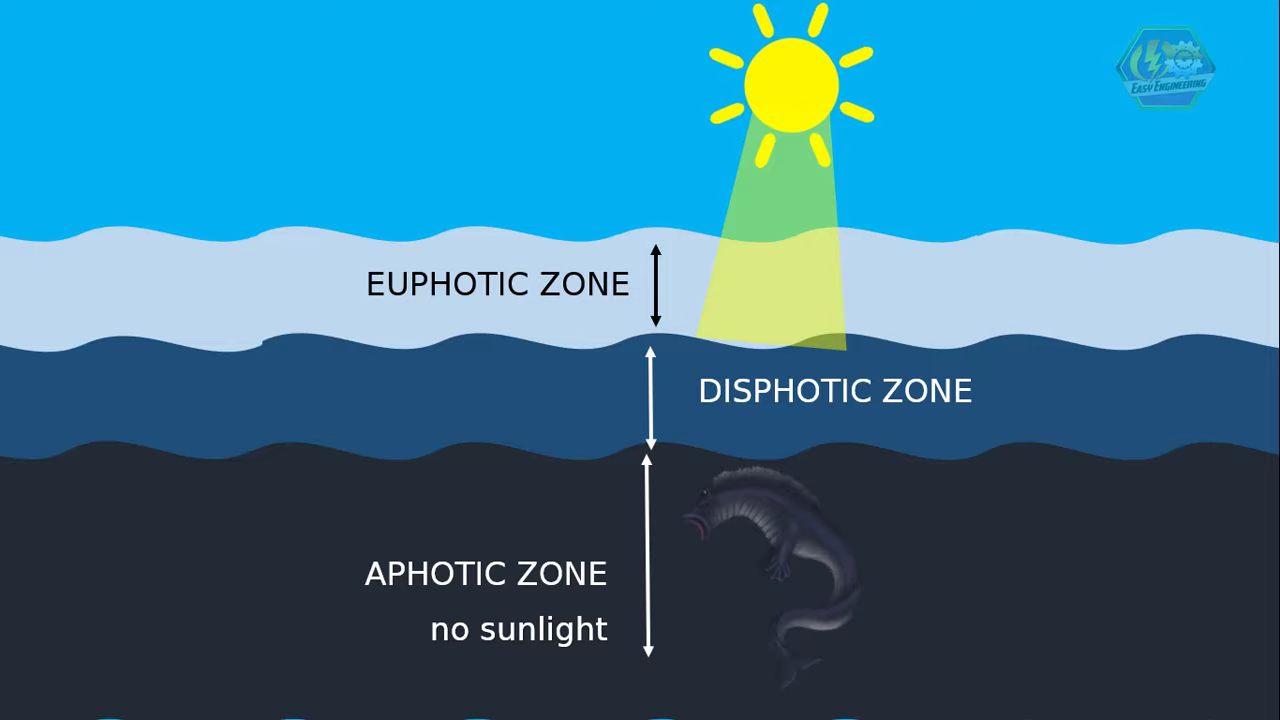 EASY ENGINEERING
EUPHOTIC ZONE
DISPHOTIC ZONE
APHOTIC ZONE
no sunlight